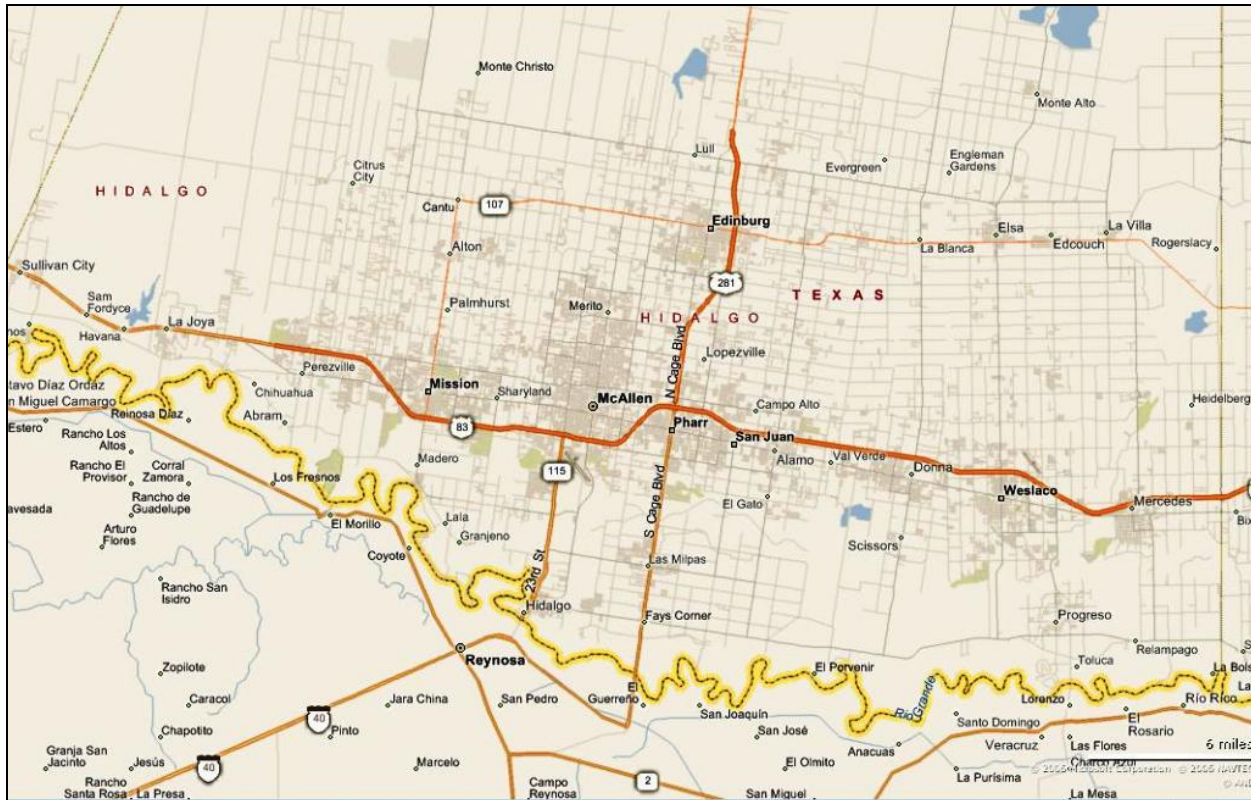 Monte Christo
Monte Alto
Lull
Evergreen
Engleman
Gardens
Citrus
City
HIDALGO
Cantu
107
Edinburg
Elsa
La Villa
La Blanca
Edcouch
Rogerslacy
Alton
Sullivan City
281
TEXAS
Sam
Fordyce
Palmhurst
Merito
HIDALGO
Havana
La Joya
N Cage Blvd
Lopezville
Perezville
Mission
Sharyland
McAllen
Chihuahua
tavo Díaz Ordaz
n Miguel Camargo
Reinosa Díaz
Abram
Campo Alto
Heidelberg
Estero
Rancho Los
Altos
83
Pharr
San Juan
Alamo
Val Verde
Donna
Madero
115
Rancho El
Provisor
Corral
Zamora
Los Fresnos
Weslaco
Mercedes
Rancho de
Guadelupe
avesada
El Gato
S Cage Blvd
El Morillo
Arturo
Flores
Granjeno
Scissors
Coyote
Las Milpas
23rd St
Rancho San
Isidro
Hidalgo
Fays Corner
Progreso
Relampago
Reynosa
Zopilote
El Porvenir
Toluca
Caracol
Jara China
San Pedro
El
Guerreño
San Joaquín
Rio Grande
Lorenzo
Río Rico
40
Santo Domingo
El
Rosario
Chapotito
Pinto
San José
Anacuas
Veracruz
Las Flores
6 miles
Granja San
Jacinto
Jesús
40
Marcelo
El Olmito
La Purísima
Charco Azul
Rancho
Santa Rosa
La Presa
Campo
Reynosa
2
San Miguel
La Mesa